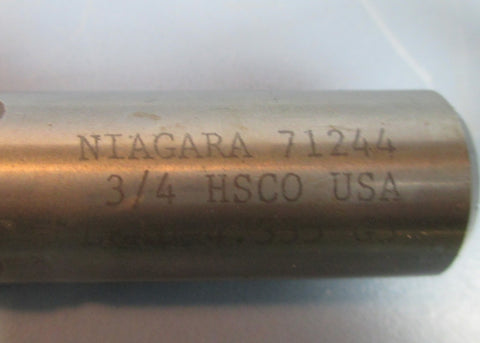 NIAGARA 71244
3/4 HSCO USA